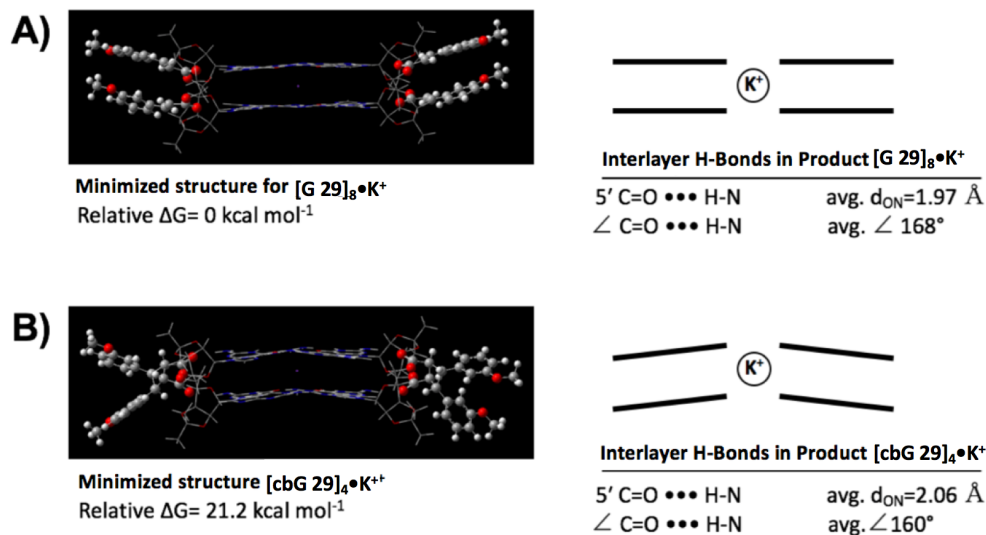 A)
K⁺
Interlayer H-Bonds in Product [G 29]₈•K⁺
Minimized structure for [G 29]₈•K⁺
5′ C=O ••• H-N avg. dON=1.97 Å
Relative ΔG= 0 kcal mol⁻¹
∠ C=O ••• H-N avg. ∠ 168°
B)
K⁺
Interlayer H-Bonds in Product [cbG 29]₄•K⁺
Minimized structure [cbG 29]₄•K⁺⁺
5′ C=O ••• H-N avg. dON=2.06 Å
Relative ΔG= 21.2 kcal mol⁻¹
∠ C=O ••• H-N avg.∠160°